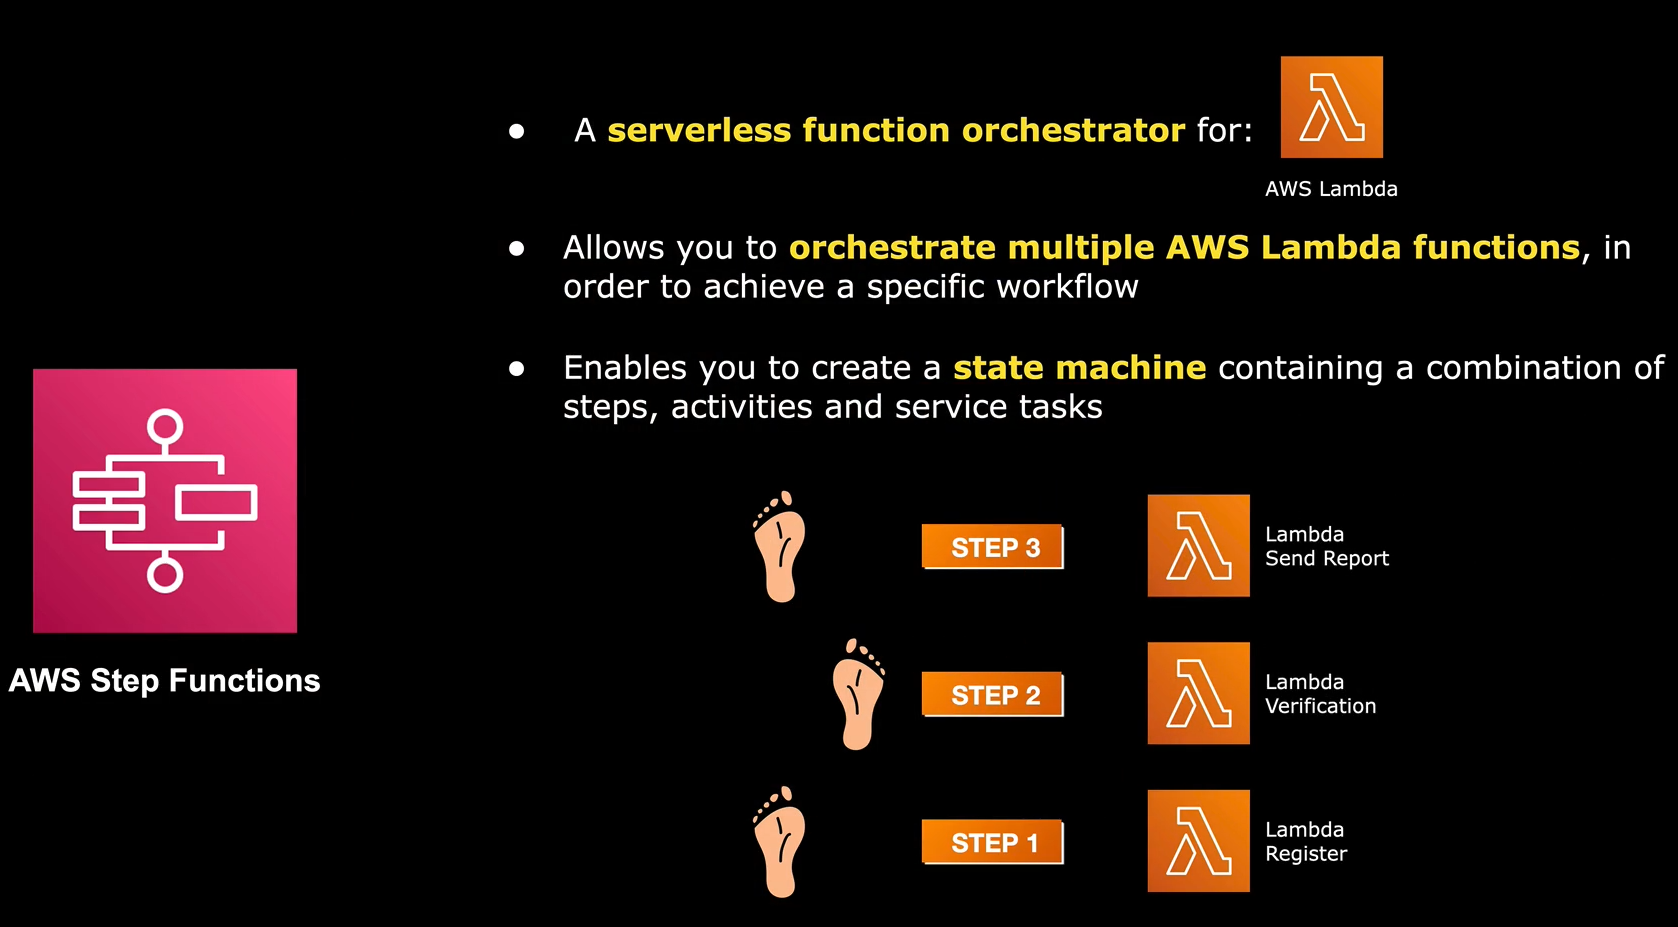 ● A serverless function orchestrator for:
AWS Lambda
● Allows you to orchestrate multiple AWS Lambda functions, in
order to achieve a specific workflow
● Enables you to create a state machine containing a combination of
steps, activities and service tasks
AWS Step Functions
STEP 3
Lambda
Send Report
STEP 2
Lambda
Verification
STEP 1
Lambda
Register